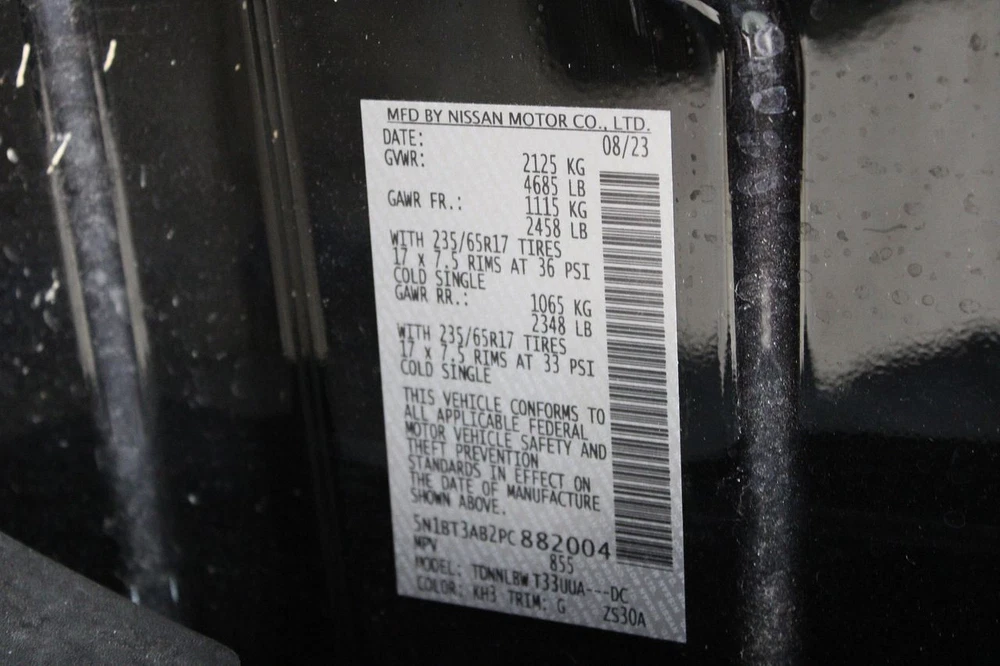 MFD BY NISSAN MOTOR CO., LTD.
DATE: 08/23
GVWR: 2125 KG
4685 LB
GAWR FR.: 1115 KG
2458 LB
WITH 235/65R17 TIRES
17 X 7.5 RIMS AT 36 PSI
COLD SINGLE
GAWR RR.: 1065 KG
2348 LB
WITH 235/65R17 TIRES
17 X 7.5 RIMS AT 33 PSI
COLD SINGLE
THIS VEHICLE CONFORMS TO
ALL APPLICABLE FEDERAL
MOTOR VEHICLE SAFETY AND
THEFT PREVENTION
STANDARDS IN EFFECT ON
THE DATE OF MANUFACTURE
SHOWN ABOVE.
5N1BT3AB2PC882004
MPV 855
MODEL: TDNNLBW T33UUA---DC
COLOR: KH3 TRIM: G ZS30A